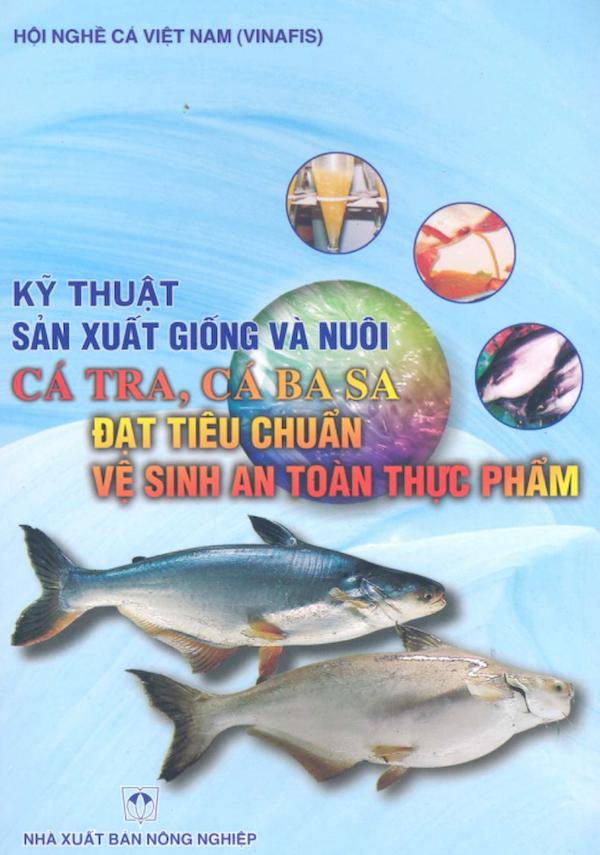 HỘI NGHỀ CÁ VIỆT NAM (VINAFIS)
KỸ THUẬT
SẢN XUẤT GIỐNG VÀ NUÔI
CÁ TRA, CÁ BA SA
ĐẠT TIÊU CHUẨN
VỆ SINH AN TOÀN THỰC PHẨM
NHÀ XUẤT BẢN NÔNG NGHIỆP